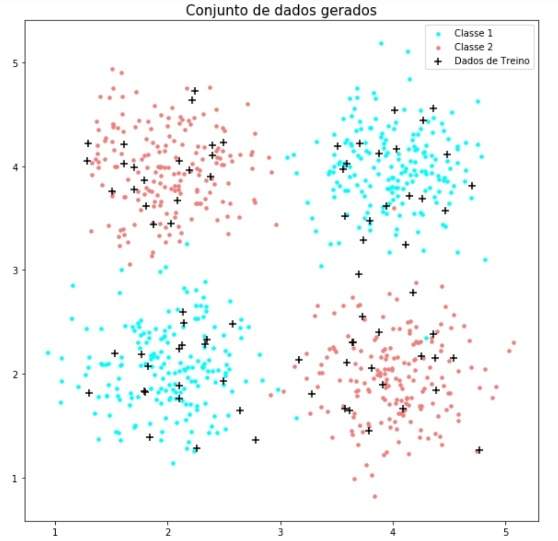 Conjunto de dados gerados
Classe 1
Classe 2
Dados de Treino
5
4
3
2
1
1 2 3 4 5